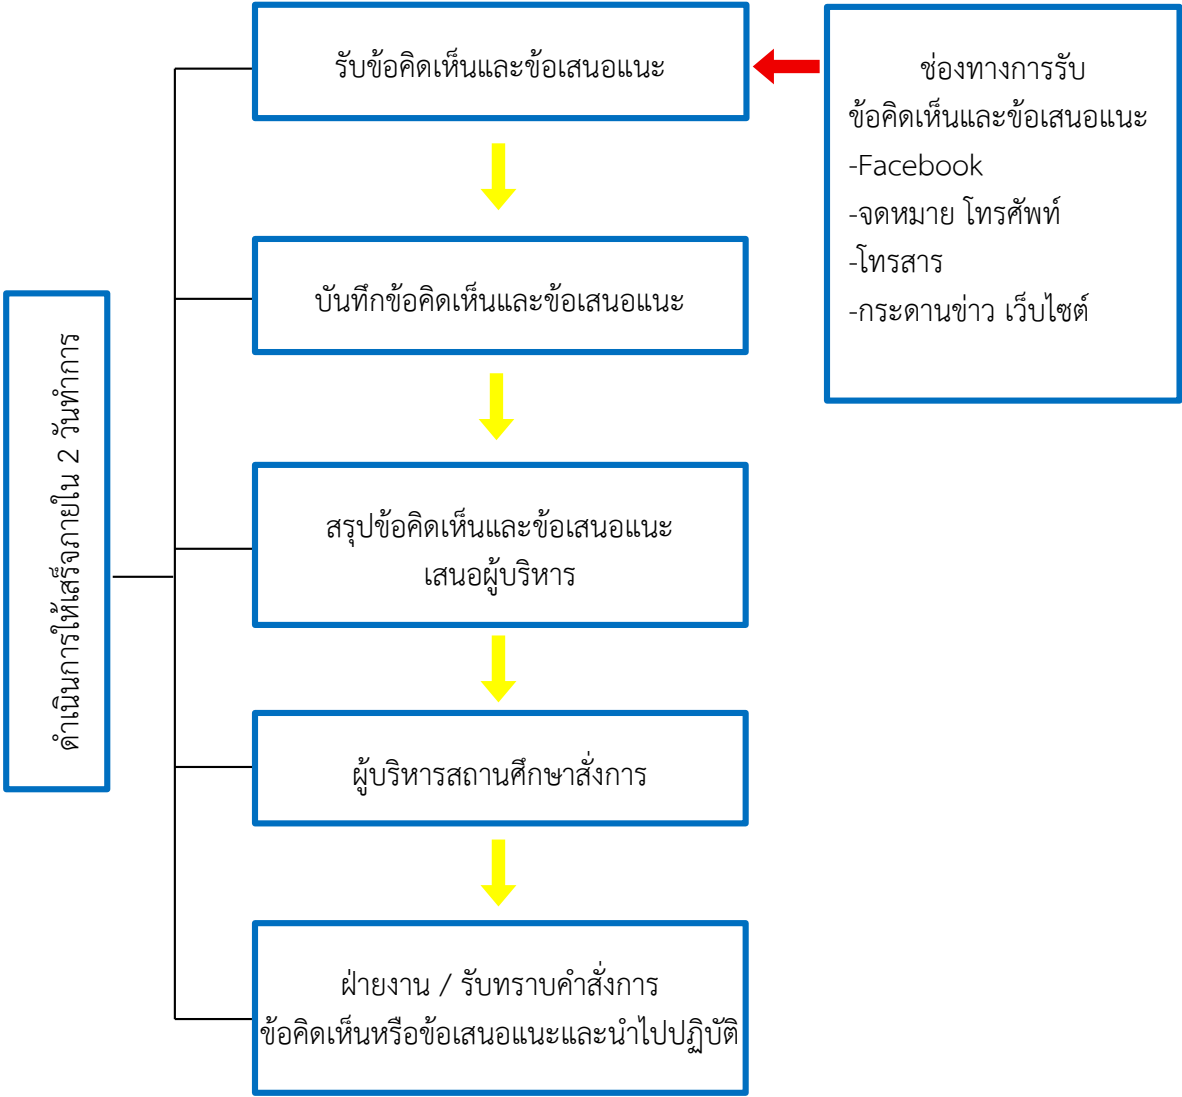 รับข้อคิดเห็นและข้อเสนอแนะ
ช่องทางการรับ
ข้อคิดเห็นและข้อเสนอแนะ
-Facebook
-จดหมาย โทรศัพท์
-โทรสาร
-กระดานข่าว เว็บไซต์
บันทึกข้อคิดเห็นและข้อเสนอแนะ
ดำเนินการให้เสร็จภายใน 2 วันทำการ
สรุปข้อคิดเห็นและข้อเสนอแนะ
เสนอผู้บริหาร
ผู้บริหารสถานศึกษาสั่งการ
ฝ่ายงาน / รับทราบคำสั่งการ
ข้อคิดเห็นหรือข้อเสนอแนะและนำไปปฏิบัติ